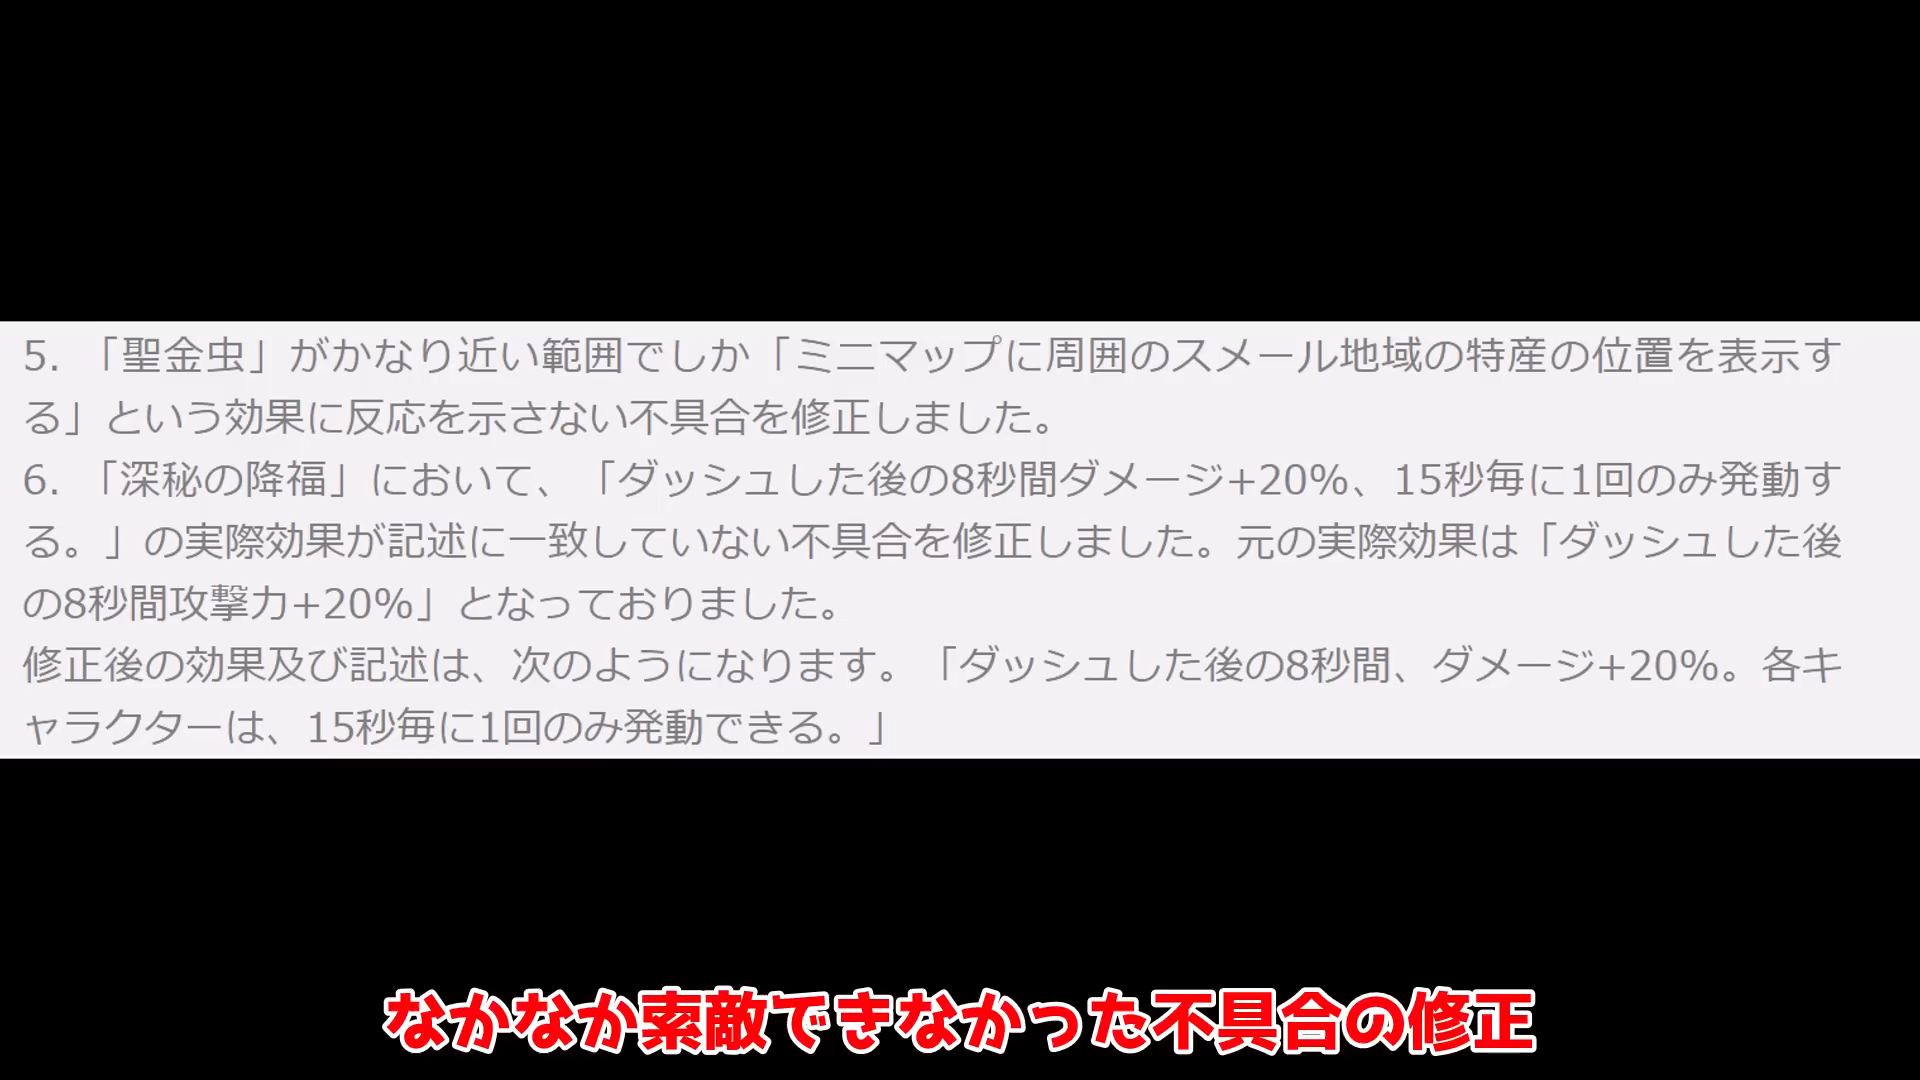 5. 「聖金虫」がかなり近い範囲でしか「ミニマップに周囲のスメール地域の特産の位置を表示す
る」という効果に反応を示さない不具合を修正しました。
6. 「深秘の降福」において、「ダッシュした後の8秒間ダメージ+20%、15秒毎に1回のみ発動す
る。」の実際効果が記述に一致していない不具合を修正しました。元の実際効果は「ダッシュした後
の8秒間攻撃力+20%」となっておりました。
修正後の効果及び記述は、次のようになります。「ダッシュした後の8秒間、ダメージ+20%。各キ
ャラクターは、15秒毎に1回のみ発動できる。」
なかなか索敵できなかった不具合の修正